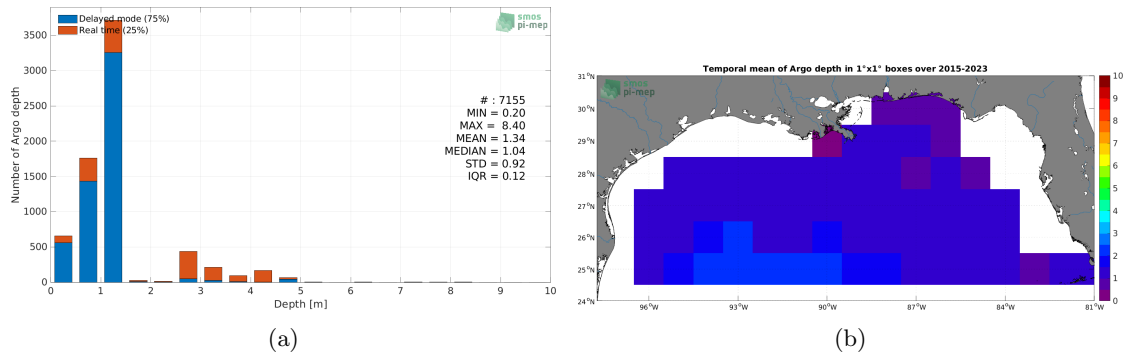 Delayed mode (75%)
Real time (25%)
smos
pi-mep
3500
3000
2500
2000
1500
1000
500
0
Number of Argo depth
# : 7155
MIN = 0.20
MAX = 8.40
MEAN = 1.34
MEDIAN = 1.04
STD = 0.92
IQR = 0.12
0 1 2 3 4 5 6 7 8 9 10
Depth [m]
(a)
Temporal mean of Argo depth in 1°x1° boxes over 2015-2023
smos
pi-mep
31°N
30°N
29°N
28°N
27°N
26°N
25°N
24°N
96°W 93°W 90°W 87°W 84°W 81°W
10
9
8
7
6
5
4
3
2
1
0
(b)